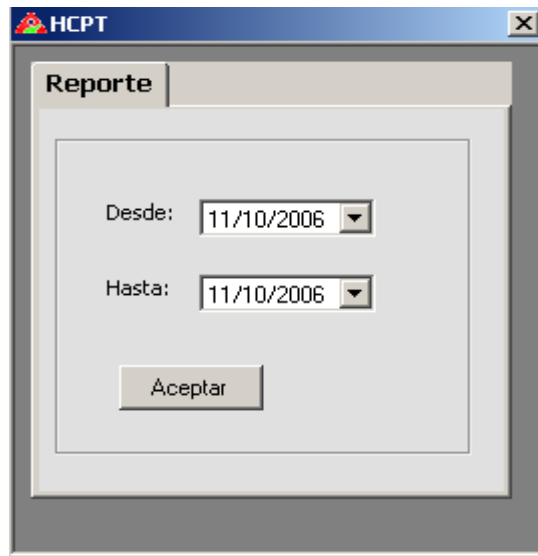 HCPT
Reporte
Desde: 11/10/2006
Hasta: 11/10/2006
Aceptar